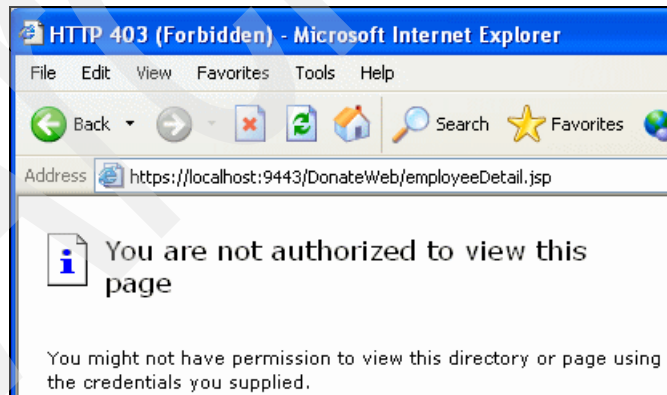 HTTP 403 (Forbidden) - Microsoft Internet Explorer
File Edit View Favorites Tools Help
Back Search Favorites
Address https://localhost:9443/DonateWeb/employeeDetail.jsp
You are not authorized to view this
page
You might not have permission to view this directory or page using
the credentials you supplied.